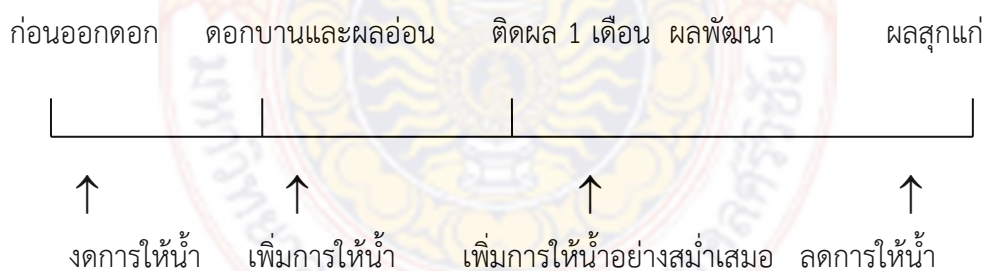 ก่อนออกดอก ดอกบานและผลอ่อน ติดผล 1 เดือน ผลพัฒนา ผลสุกแก่
งดการให้น้ำ เพิ่มการให้น้ำ เพิ่มการให้น้ำอย่างสม่ำเสมอ ลดการให้น้ำ